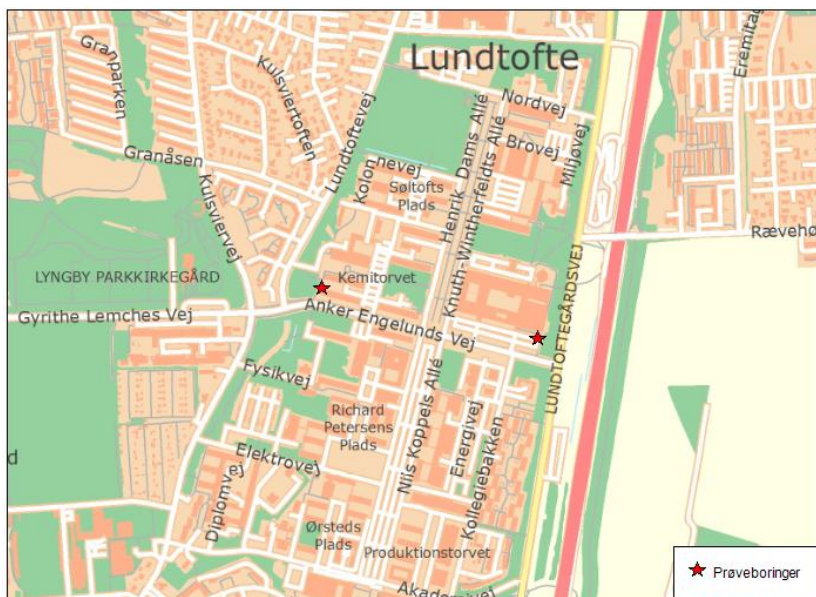 Lundtofte
Granparken
Kulsviertoften
Lundtoftevej
Nordvej
Brovej
Miljøvej
Granåsen
Kulsviervej
Kolonnevej
Søltofts
Plads
Henrik Dams Allé
Knuth-Wintherfeldts Allé
Rævehø
LYNGBY PARKKIRKEGÅRD
Kemitorvet
Gyrithe Lemches Vej
Anker Engelunds Vej
LUNDTOFTEGÅRDSVEJ
Fysikvej
Richard
Petersens
Plads
Nils Koppels Allé
Energivej
Kollegiebakken
d
Elektrovej
Diplomvej
Ørsteds
Plads
Produktionstorvet
Akademivej
Eremitag
Prøveboringer